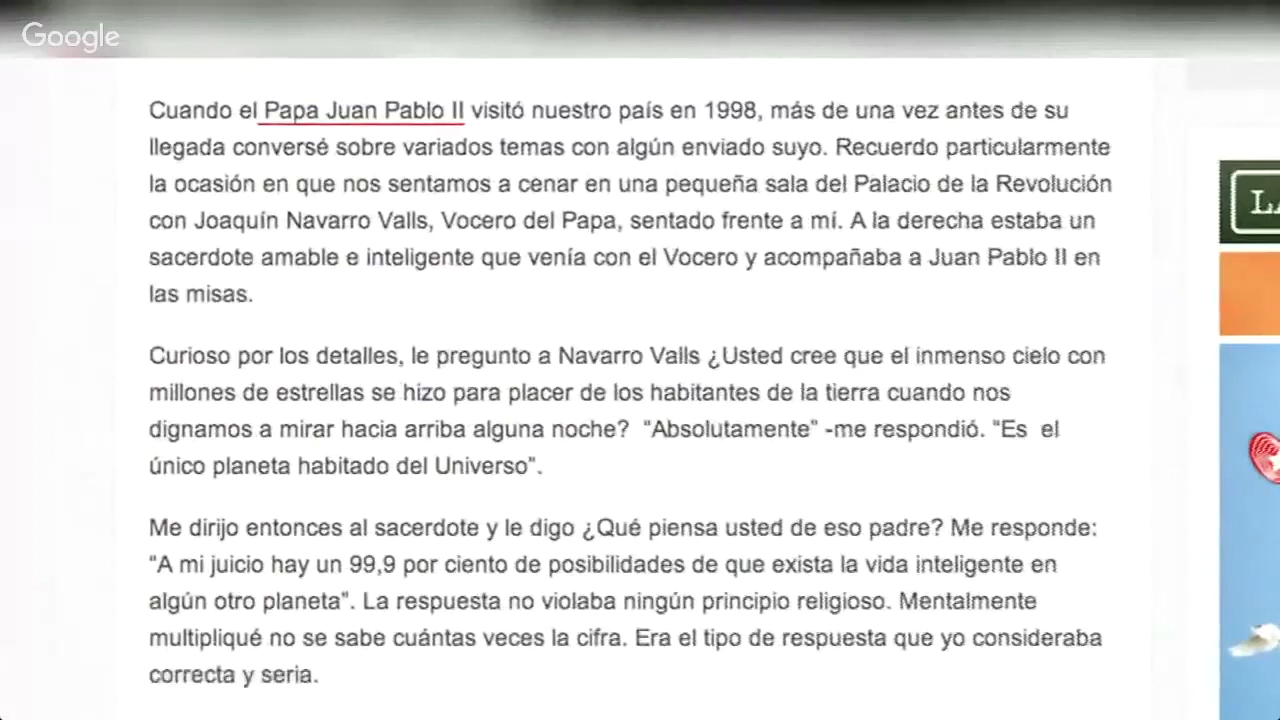 Google
Cuando el Papa Juan Pablo II visitó nuestro país en 1998, más de una vez antes de su
llegada conversé sobre variados temas con algún enviado suyo. Recuerdo particularmente
la ocasión en que nos sentamos a cenar en una pequeña sala del Palacio de la Revolución
con Joaquín Navarro Valls, Vocero del Papa, sentado frente a mí. A la derecha estaba un
sacerdote amable e inteligente que venía con el Vocero y acompañaba a Juan Pablo II en
las misas.
Curioso por los detalles, le pregunto a Navarro Valls ¿Usted cree que el inmenso cielo con
millones de estrellas se hizo para placer de los habitantes de la tierra cuando nos
dignamos a mirar hacia arriba alguna noche?  “Absolutamente” -me respondió. “Es  el
único planeta habitado del Universo”.
Me dirijo entonces al sacerdote y le digo ¿Qué piensa usted de eso padre? Me responde:
“A mi juicio hay un 99,9 por ciento de posibilidades de que exista la vida inteligente en
algún otro planeta”. La respuesta no violaba ningún principio religioso. Mentalmente
multipliqué no se sabe cuántas veces la cifra. Era el tipo de respuesta que yo consideraba
correcta y seria.